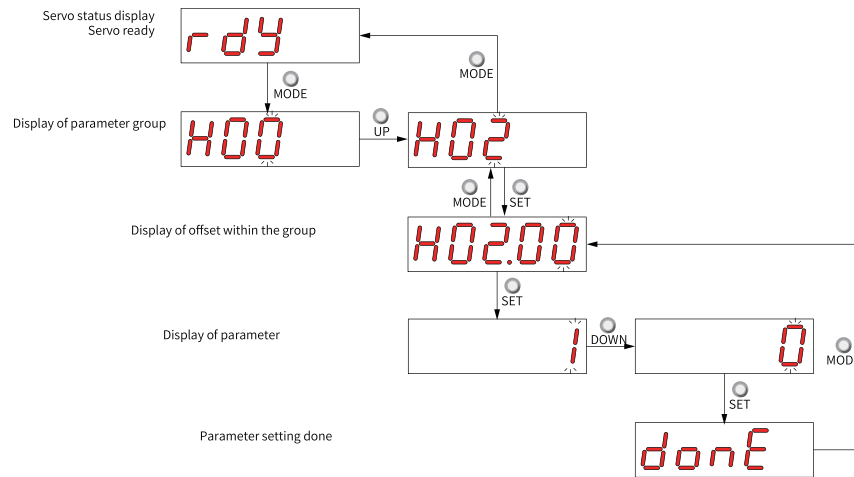 Servo status display
Servo ready
rdy
MODE
MODE
Display of parameter group
H00
UP
H02
MODE
SET
Display of offset within the group
H02.00
SET
Display of parameter
1
DOWN
0
MOD
SET
Parameter setting done
donE